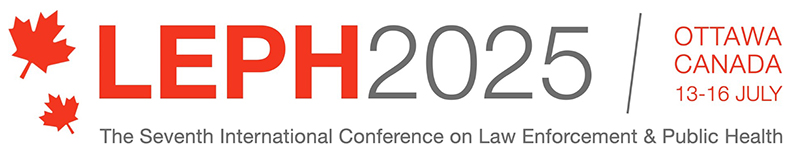 LEPH2025
OTTAWA
CANADA
13-16 JULY
The Seventh International Conference on Law Enforcement & Public Health